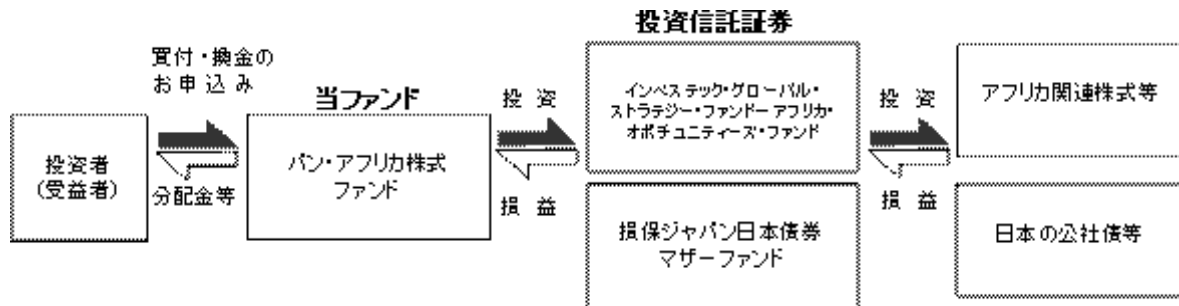 投資信託証券
買付・換金の
お申込み
当ファンド
投資者
(受益者)
分配金等
パン・アフリカ株式
ファンド
投資
損益
インベステック・グローバル・
ストラテジー・ファンドーアフリカ・
オポチュニティーズ・ファンド
損保ジャパン日本債券
マザーファンド
投資
損益
アフリカ関連株式等
日本の公社債等